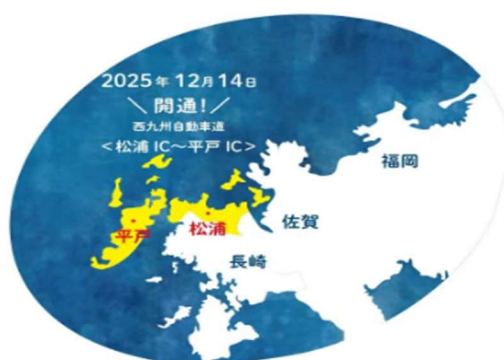 2025年12月14日
＼ 開通！／
西九州自動車道
＜松浦 IC～平戸 IC＞
福岡
佐賀
松浦
平戸
長崎